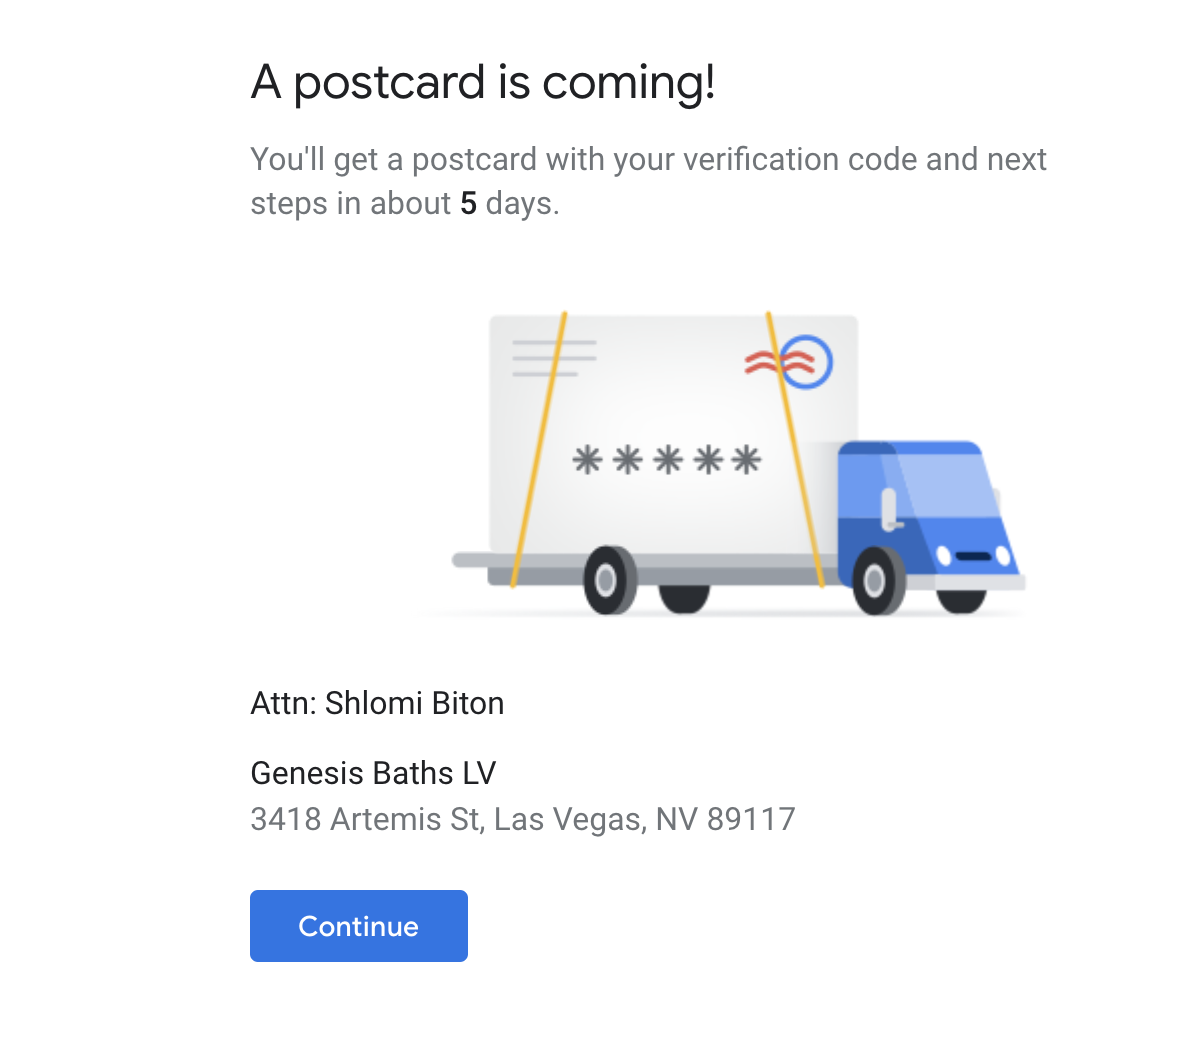 A postcard is coming!
You'll get a postcard with your verification code and next
steps in about 5 days.
*****
Attn: Shlomi Biton
Genesis Baths LV
3418 Artemis St, Las Vegas, NV 89117
Continue